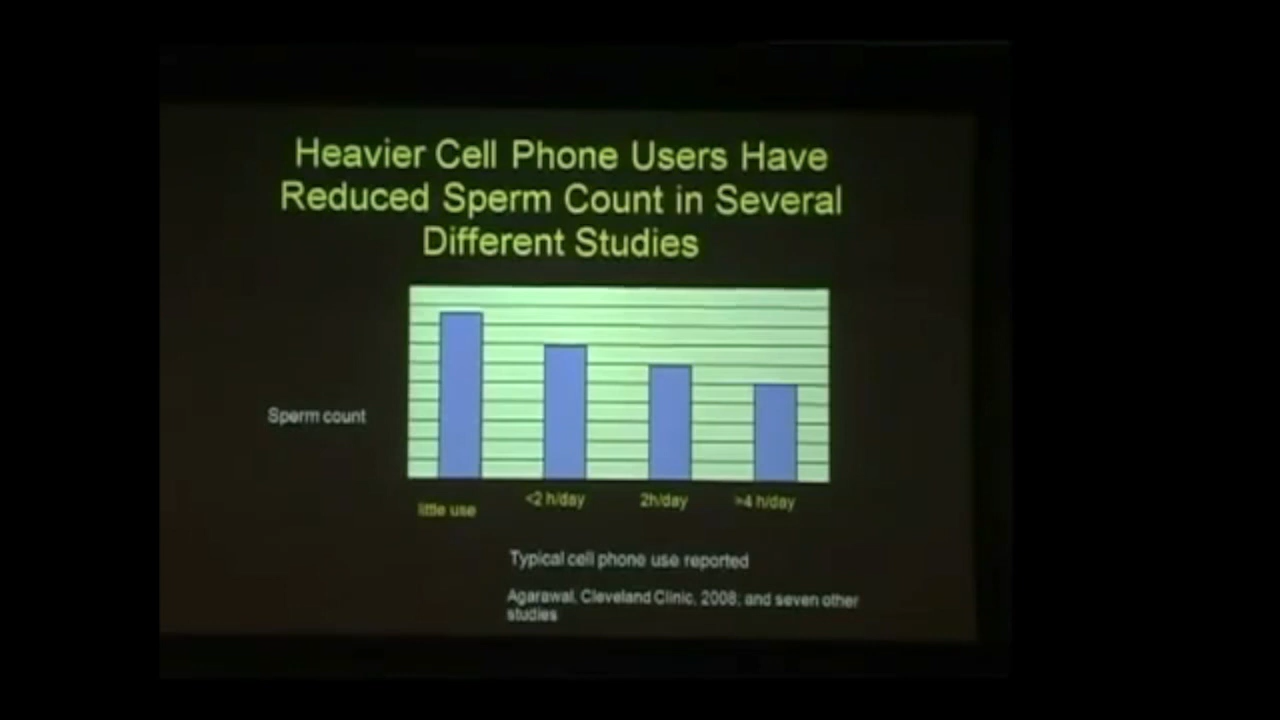 Heavier Cell Phone Users Have
Reduced Sperm Count in Several
Different Studies
Sperm count
little use
<2 h/day
2h/day
>4 h/day
Typical cell phone use reported
Agarawal, Cleveland Clinic, 2008; and seven other
studies